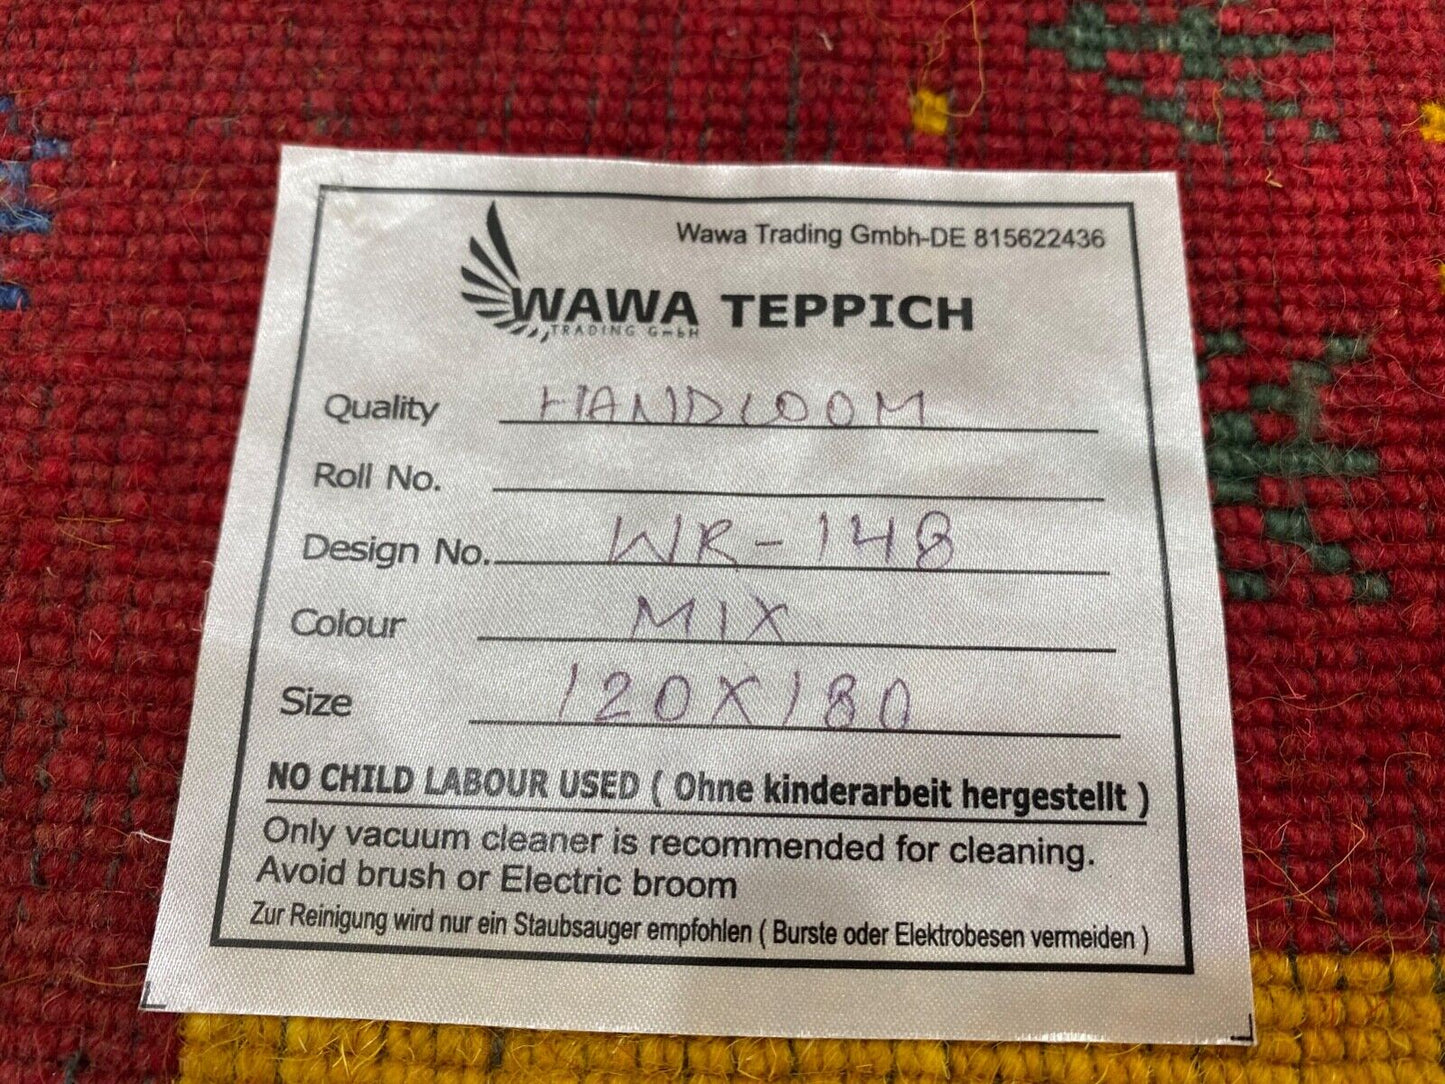 Wawa Trading Gmbh-DE 815622436
WAWA TEPPICH
TRADING GmbH
Quality HANDLOOM
Roll No.
Design No. WR-148
Colour MIX
Size 120X180
NO CHILD LABOUR USED ( Ohne kinderarbeit hergestellt )
Only vacuum cleaner is recommended for cleaning.
Avoid brush or Electric broom
Zur Reinigung wird nur ein Staubsauger empfohlen ( Burste oder Elektrobesen vermeiden )